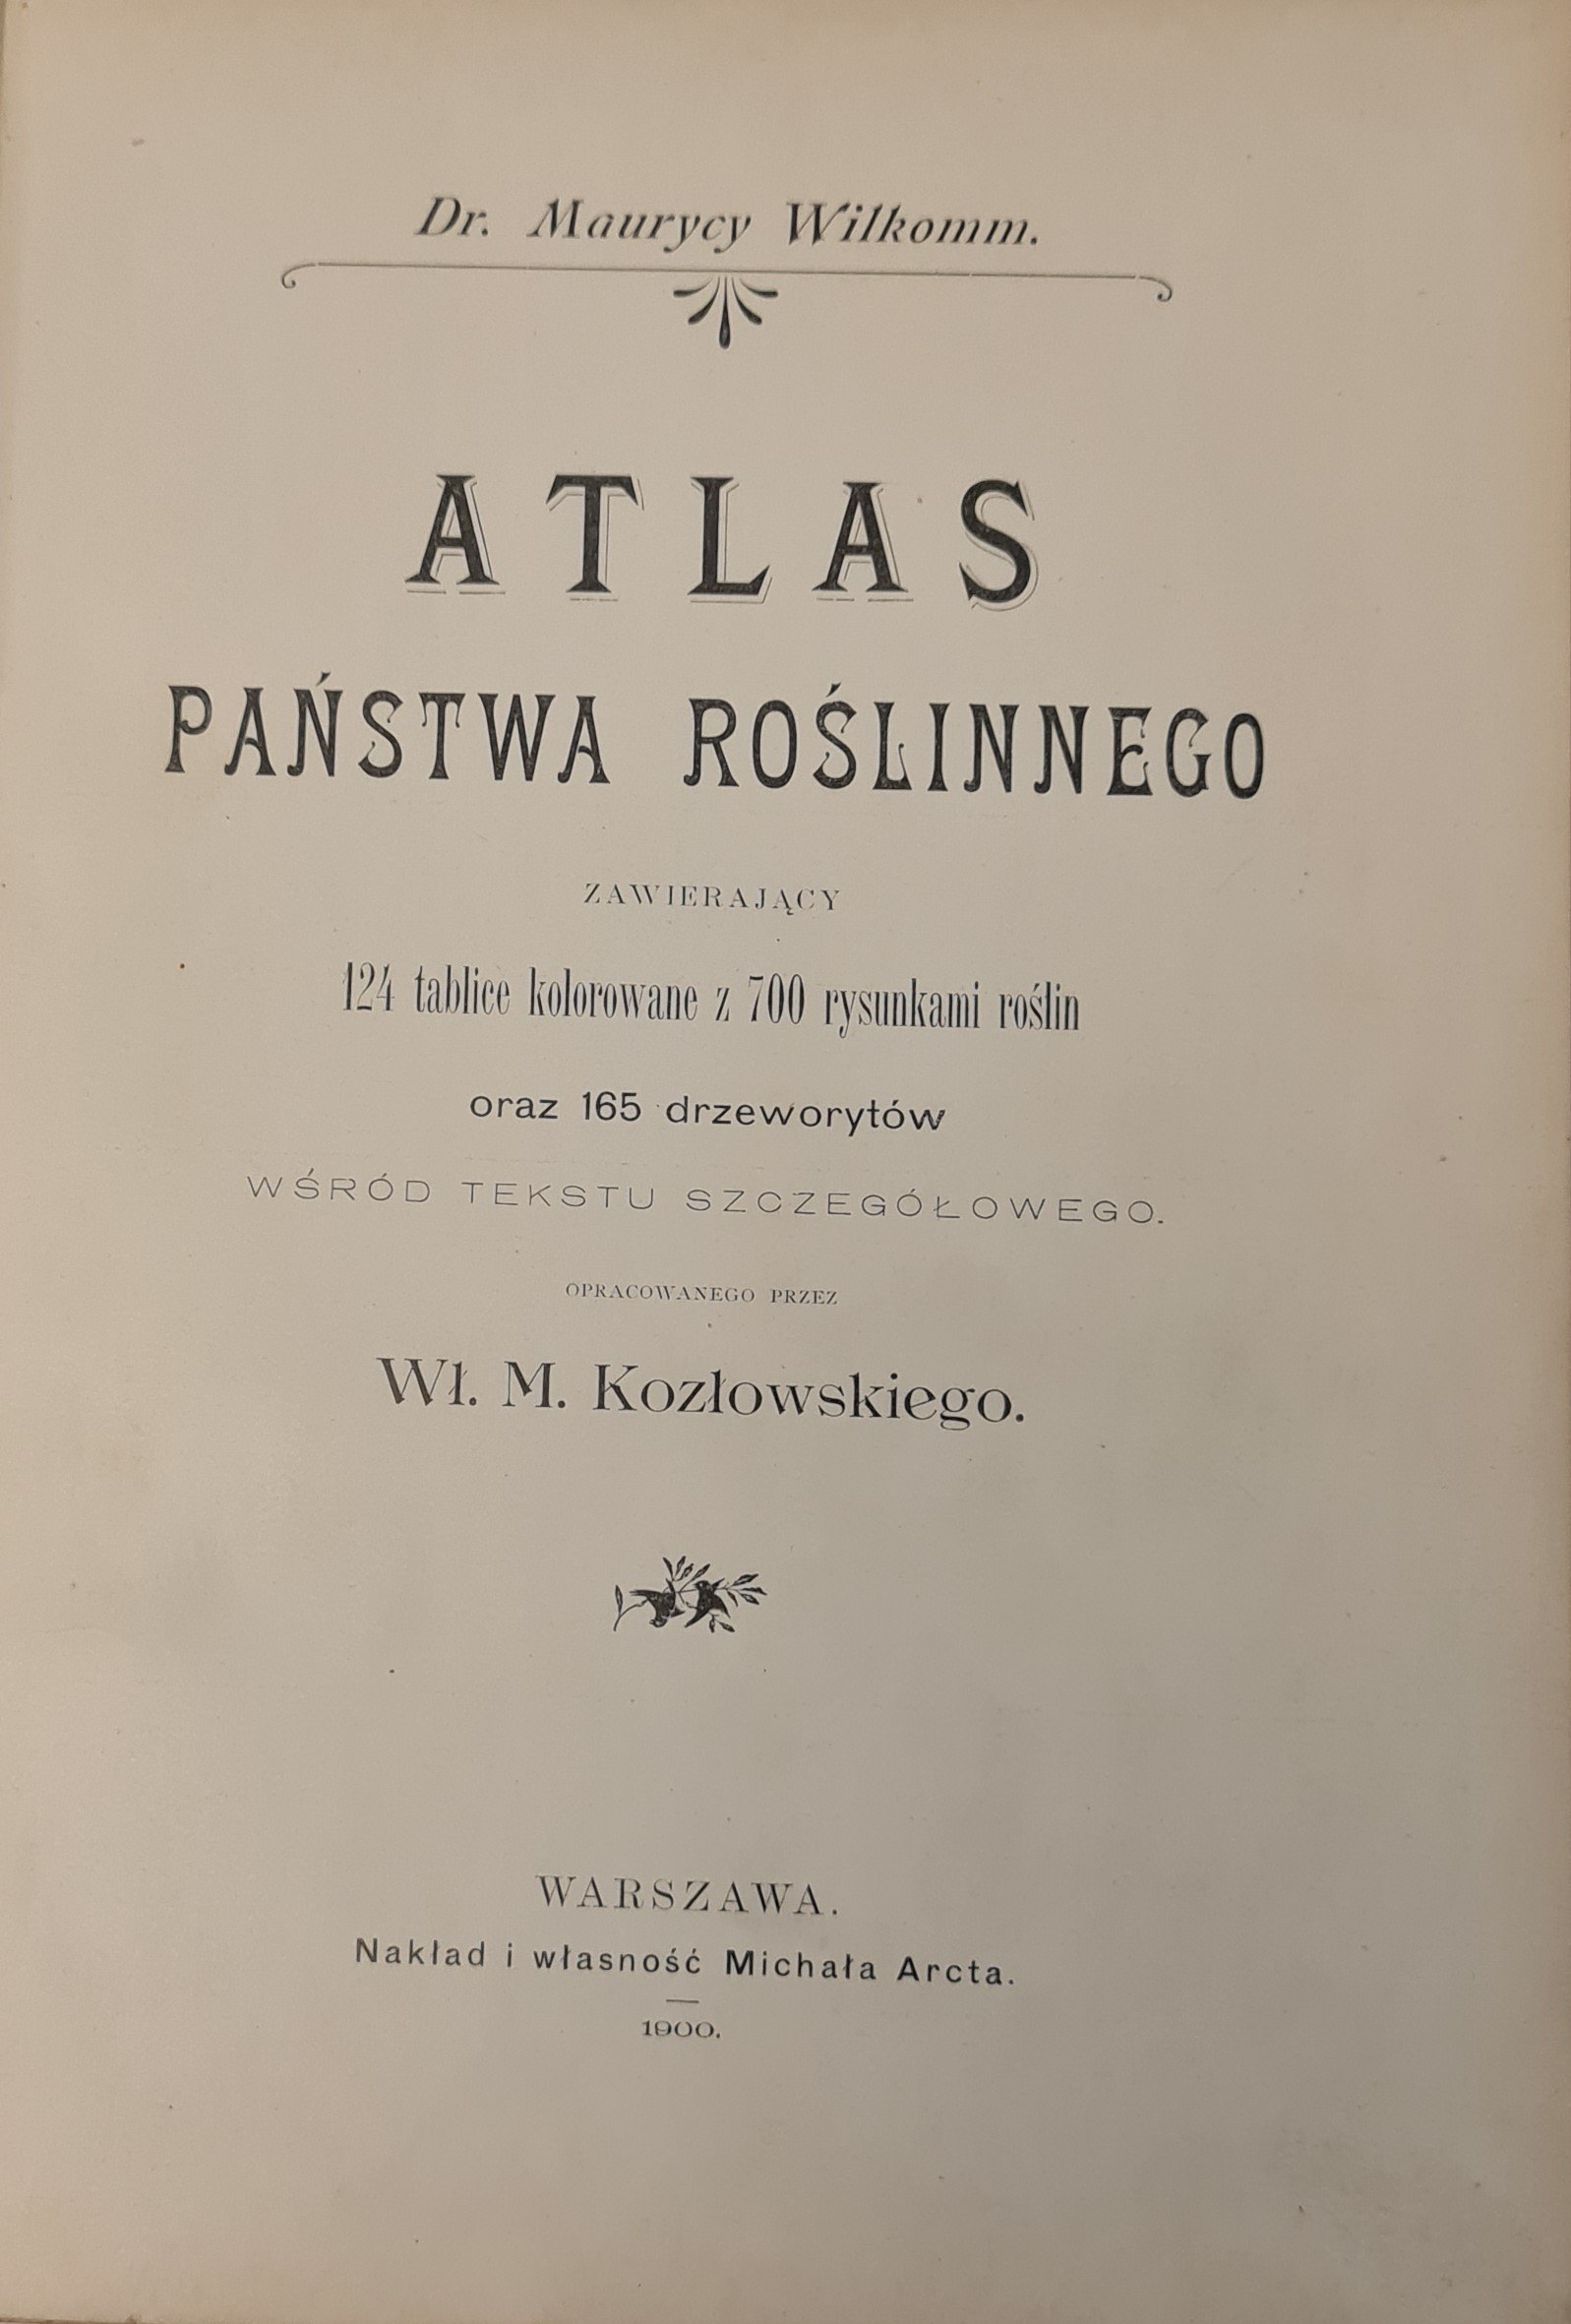 Dr. Maurycy Wilkomm.
ATLAS
PAŃSTWA ROŚLINNEGO
ZAWIERAJĄCY
124 tablice kolorowane z 700 rysunkami roślin
oraz 165 drzeworytów
WŚRÓD TEKSTU SZCZEGÓŁOWEGO.
OPRACOWANEGO PRZEZ
Wł. M. Kozłowskiego.
WARSZAWA.
Nakład i własność Michała Arcta.
1900.